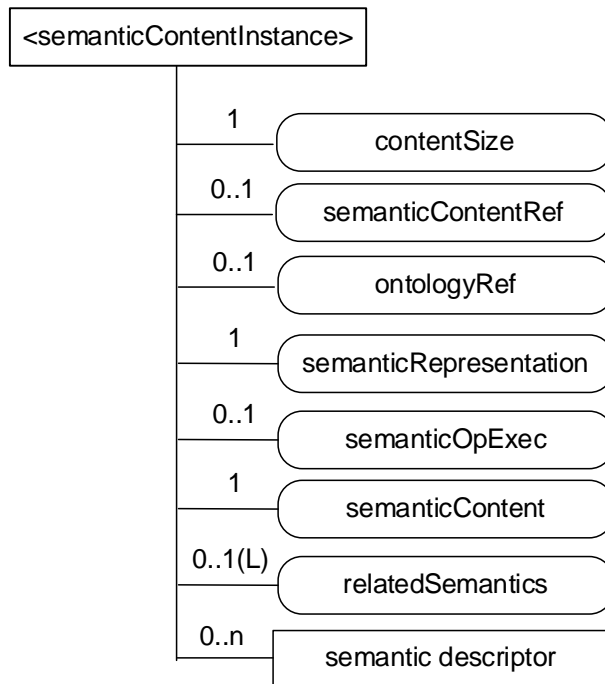 <semanticContentInstance>
1
contentSize
0..1
semanticContentRef
0..1
ontologyRef
1
semanticRepresentation
0..1
semanticOpExec
1
semanticContent
0..1(L)
relatedSemantics
0..n
semantic descriptor